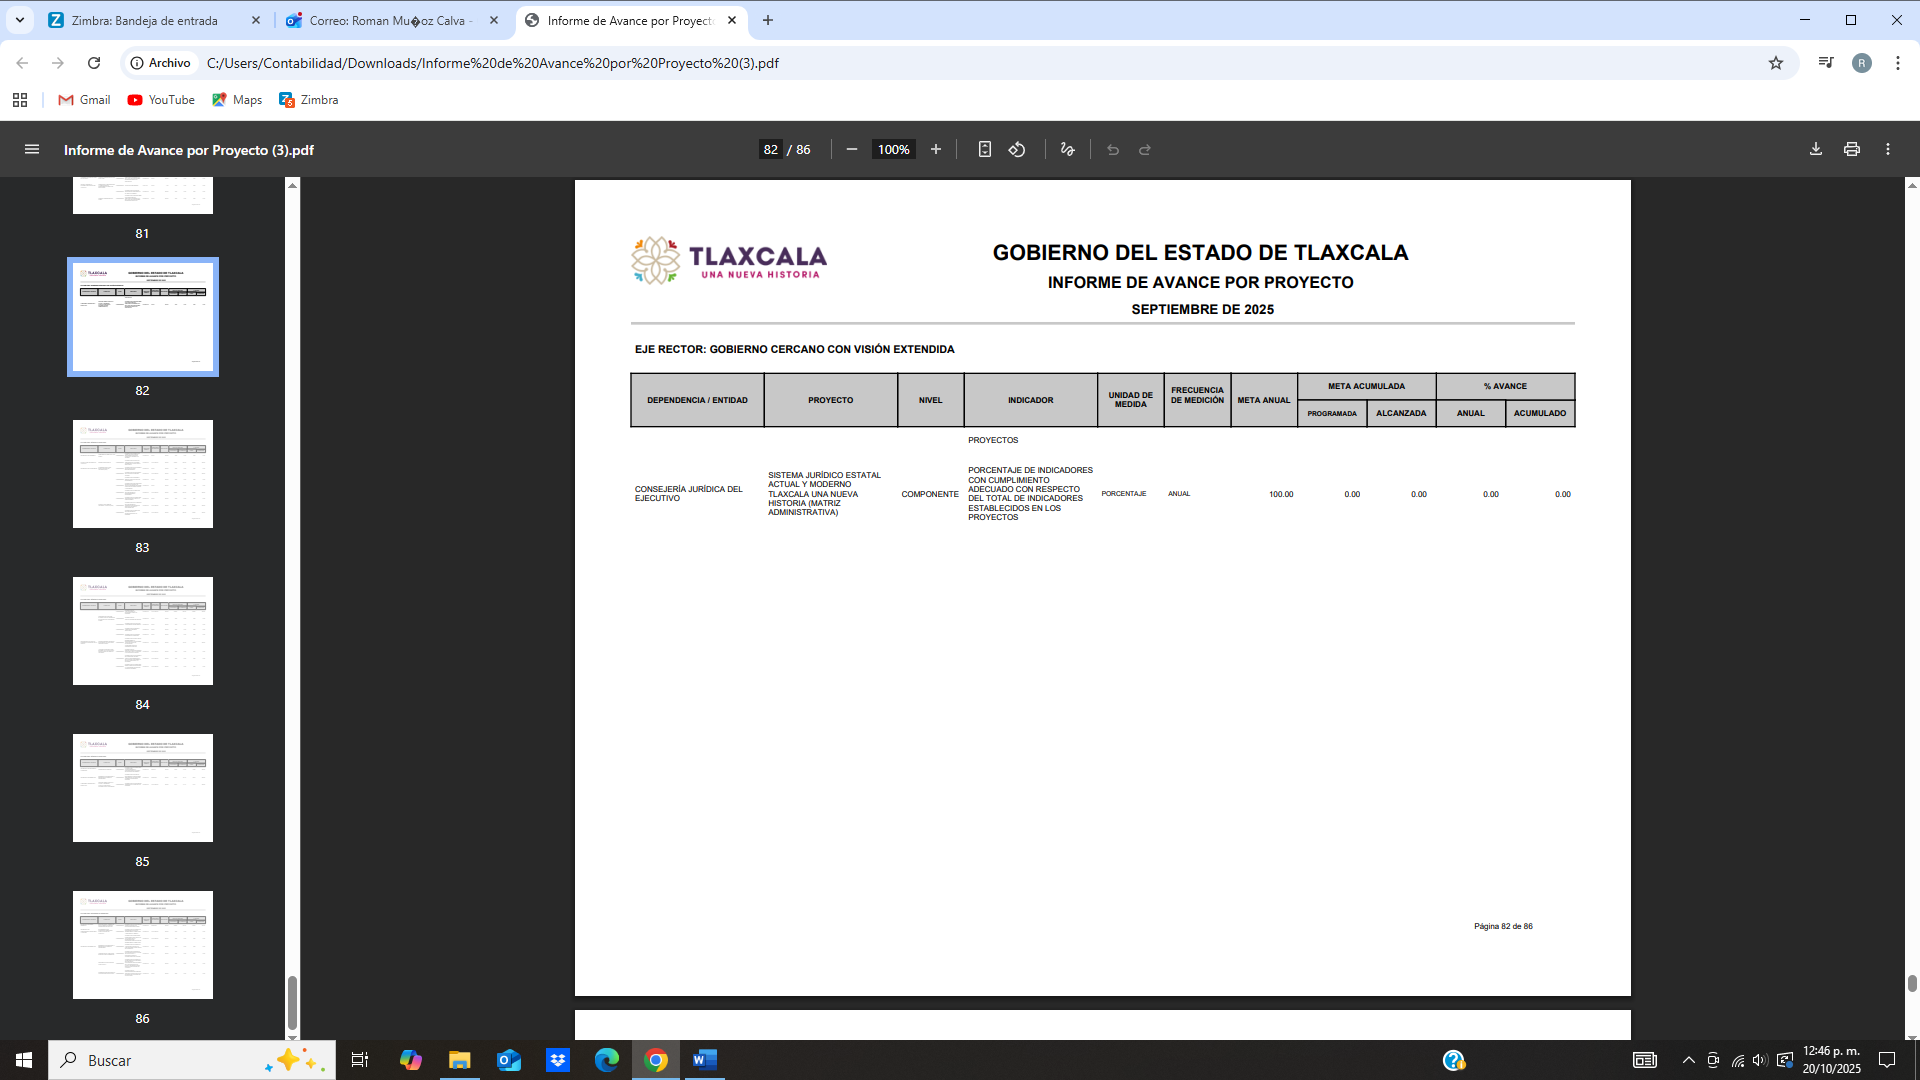 Zimbra: Bandeja de entrada
Correo: Roman Mu�oz Calva -
Informe de Avance por Proyecto
Archivo
C:/Users/Contabilidad/Downloads/Informe%20de%20Avance%20por%20Proyecto%20(3).pdf
R
Gmail
YouTube
Maps
Zimbra
Informe de Avance por Proyecto (3).pdf
82 / 86
100%
81
82
83
84
85
86
TLAXCALA
UNA NUEVA HISTORIA
GOBIERNO DEL ESTADO DE TLAXCALA
INFORME DE AVANCE POR PROYECTO
SEPTIEMBRE DE 2025
EJE RECTOR: GOBIERNO CERCANO CON VISIÓN EXTENDIDA
DEPENDENCIA / ENTIDAD
PROYECTO
NIVEL
INDICADOR
UNIDAD DE
MEDIDA
FRECUENCIA
DE MEDICIÓN
META ANUAL
META ACUMULADA
PROGRAMADA
ALCANZADA
% AVANCE
ANUAL
ACUMULADO
PROYECTOS
CONSEJERÍA JURÍDICA DEL
EJECUTIVO
SISTEMA JURÍDICO ESTATAL
ACTUAL Y MODERNO
TLAXCALA UNA NUEVA
HISTORIA (MATRIZ
ADMINISTRATIVA)
COMPONENTE
PORCENTAJE DE INDICADORES
CON CUMPLIMIENTO
ADECUADO CON RESPECTO
DEL TOTAL DE INDICADORES
ESTABLECIDOS EN LOS
PROYECTOS
PORCENTAJE
ANUAL
100.00
0.00
0.00
0.00
0.00
Página 82 de 86
Buscar
12:46 p. m.
20/10/2025